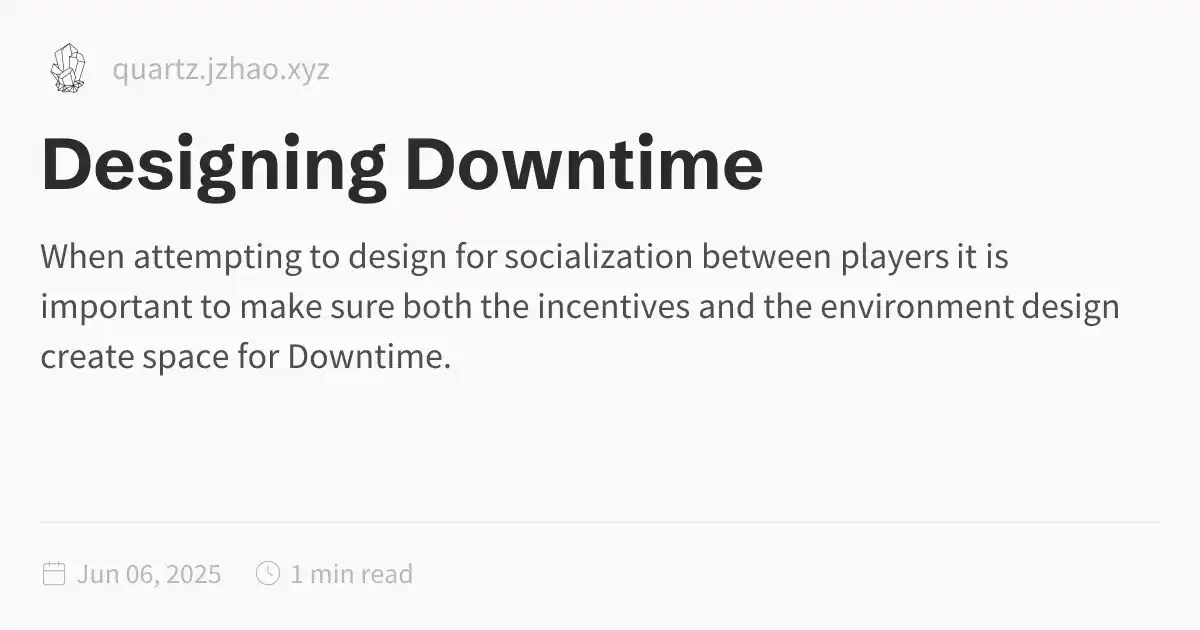 quartz.jzhao.xyz
Designing Downtime
When attempting to design for socialization between players it is
important to make sure both the incentives and the environment design
create space for Downtime.
Jun 06, 2025 1 min read